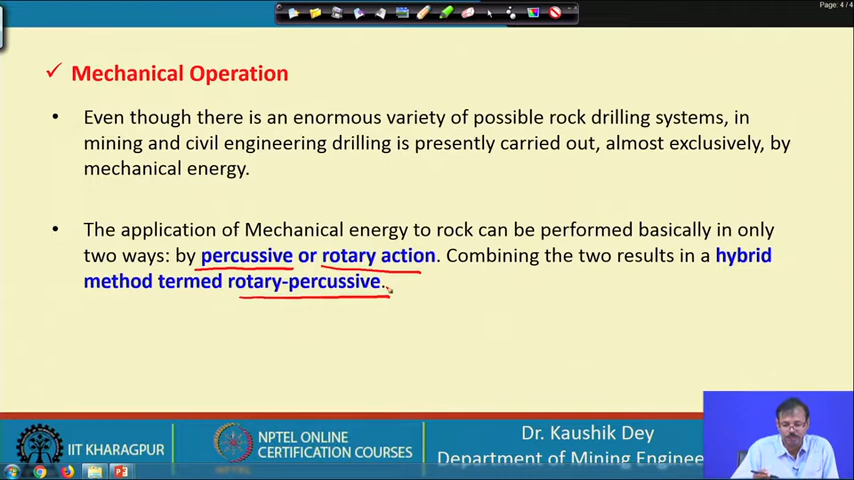 Page: 4 / 4
✓ Mechanical Operation
• Even though there is an enormous variety of possible rock drilling systems, in
mining and civil engineering drilling is presently carried out, almost exclusively, by
mechanical energy.
• The application of Mechanical energy to rock can be performed basically in only
two ways: by percussive or rotary action. Combining the two results in a hybrid
method termed rotary-percussive.
IIT KHARAGPUR
NPTEL ONLINE
CERTIFICATION COURSES
Dr. Kaushik Dey
Department of Mining Enginee